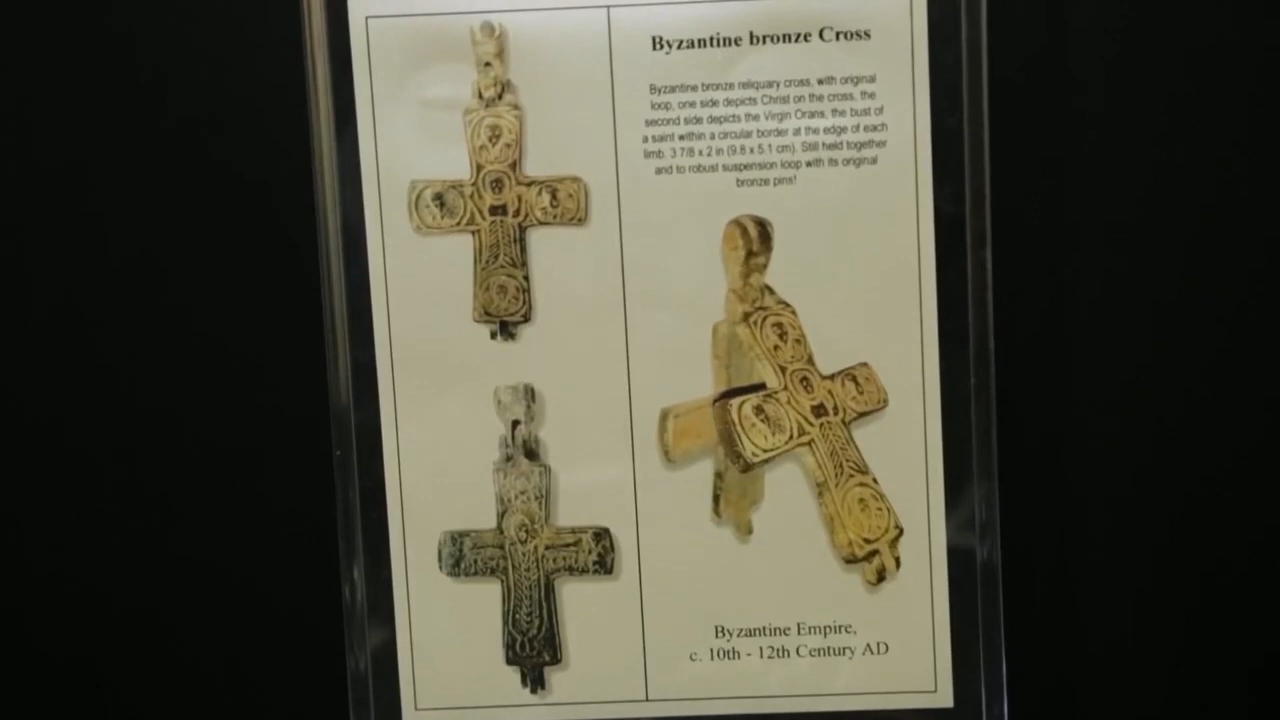 Byzantine bronze Cross
Byzantine bronze reliquary cross, with original
loop, one side depicts Christ on the cross, the
second side depicts the Virgin Orans, the bust of
a saint within a circular border at the edge of each
limb. 3 7/8 x 2 in (9.8 x 5.1 cm). Still held together
and to robust suspension loop with its original
bronze pins!
Byzantine Empire,
c. 10th - 12th Century AD